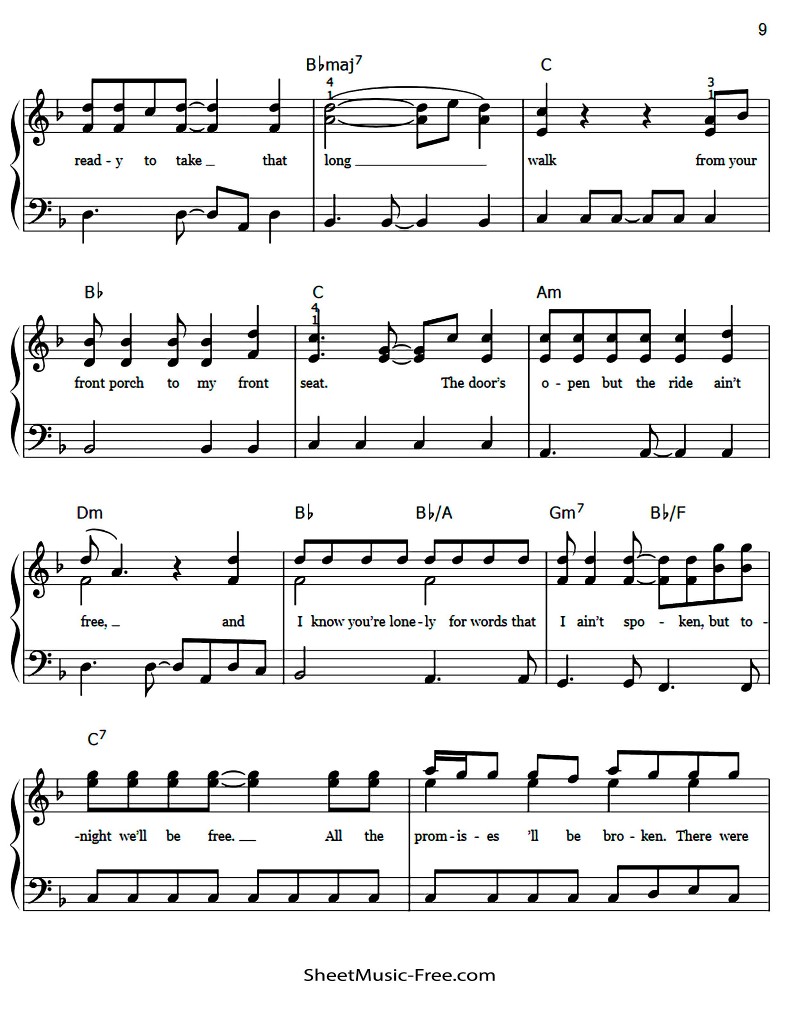 9
B♭maj7 C
4 3
1 1
read - y to take _ that long _ walk from your
B♭ C Am
4
1
front porch to my front seat. The door's o - pen but the ride ain't
Dm B♭ B♭/A Gm7 B♭/F
free, _ and I know you're lone - ly for words that I ain't spo - ken, but to -
C7
-night we'll be free. _ All the prom - is - es 'll be bro - ken. There were
SheetMusic-Free.com